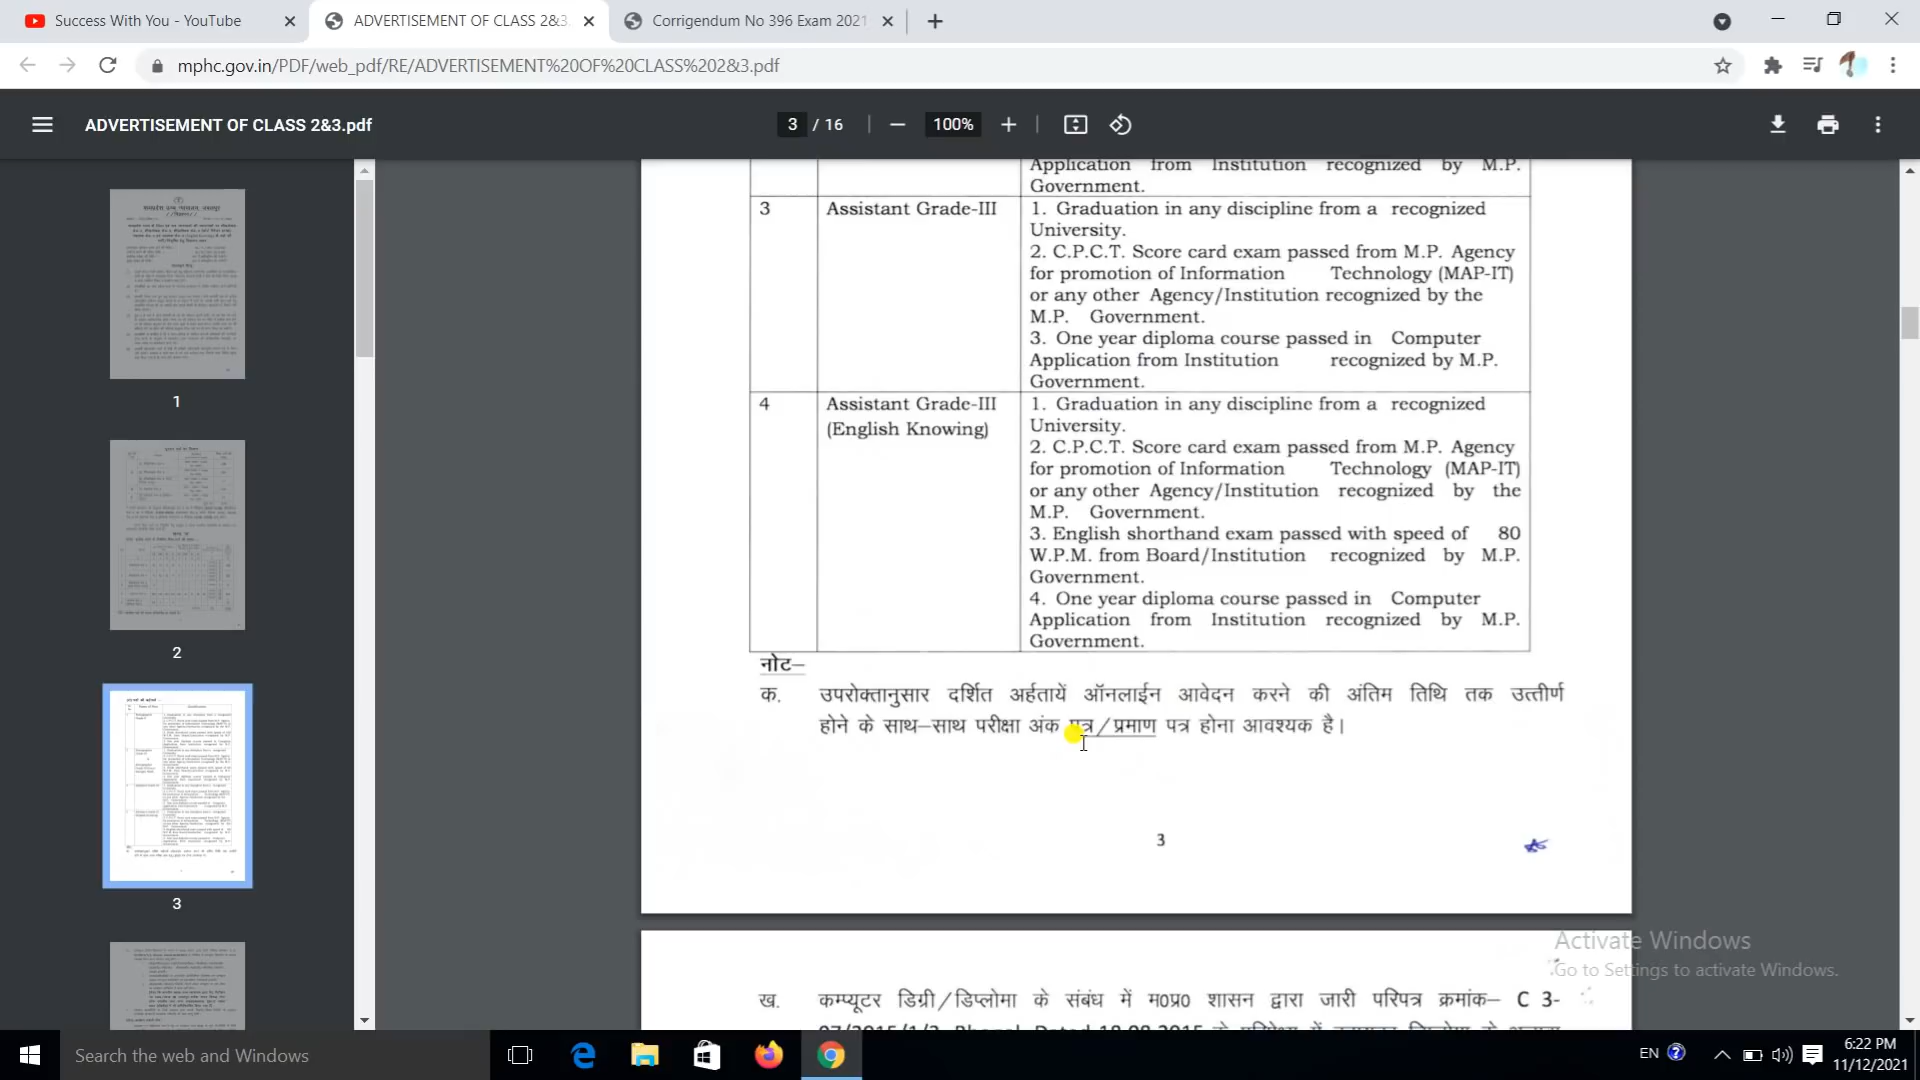 Success With You - YouTube
ADVERTISEMENT OF CLASS 2&3.
Corrigendum No 396 Exam 2021
mphc.gov.in/PDF/web_pdf/RE/ADVERTISEMENT%20OF%20CLASS%202&3.pdf
ADVERTISEMENT OF CLASS 2&3.pdf
3 / 16
100%
1
2
3
Application from Institution recognized by M.P.
Government.
3 Assistant Grade-III 1. Graduation in any discipline from a recognized
University.
2. C.P.C.T. Score card exam passed from M.P. Agency
for promotion of Information Technology (MAP-IT)
or any other Agency/Institution recognized by the
M.P. Government.
3. One year diploma course passed in Computer
Application from Institution recognized by M.P.
Government.
4 Assistant Grade-III 1. Graduation in any discipline from a recognized
(English Knowing) University.
2. C.P.C.T. Score card exam passed from M.P. Agency
for promotion of Information Technology (MAP-IT)
or any other Agency/Institution recognized by the
M.P. Government.
3. English shorthand exam passed with speed of 80
W.P.M. from Board/Institution recognized by M.P.
Government.
4. One year diploma course passed in Computer
Application from Institution recognized by M.P.
Government.
नोट–
क. उपरोक्तानुसार दर्शित अर्हतायें ऑनलाईन आवेदन करने की अंतिम तिथि तक उत्तीर्ण
होने के साथ–साथ परीक्षा अंक पत्र/प्रमाण पत्र होना आवश्यक है।
3
ख. कम्प्यूटर डिग्री/डिप्लोमा के संबंध में म0प्र0 शासन द्वारा जारी परिपत्र क्रमांक– C 3-
Activate Windows
Go to Settings to activate Windows.
Search the web and Windows
EN
6:22 PM
11/12/2021